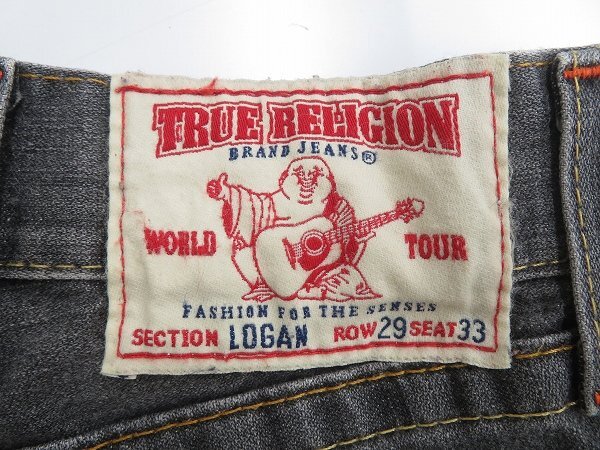 TRUE RELIGION
BRAND JEANS®
WORLD TOUR
FASHION FOR THE SENSES
SECTION LOGAN ROW 29 SEAT 33